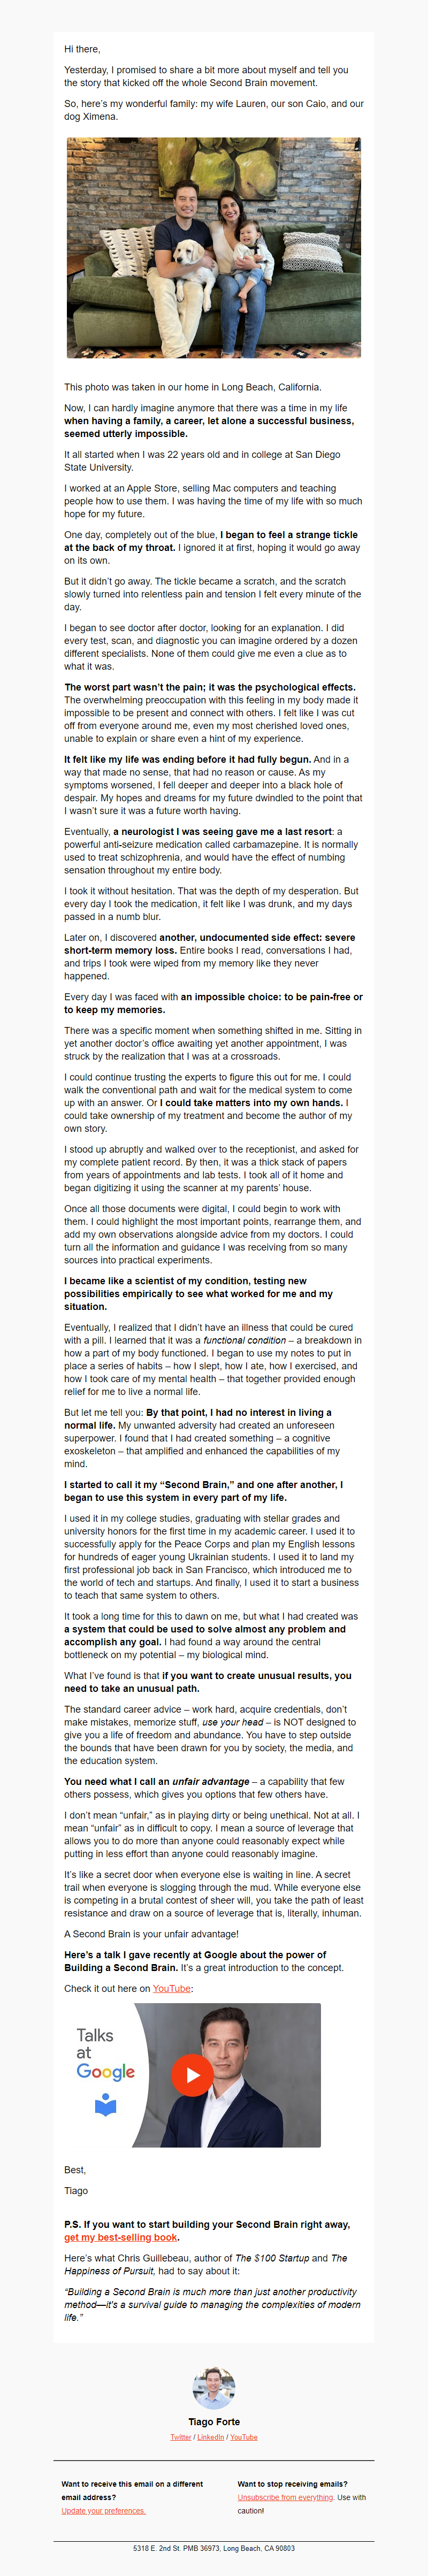 Hi there,
Yesterday, I promised to share a bit more about myself and tell you
the story that kicked off the whole Second Brain movement.
So, here's my wonderful family: my wife Lauren, our son Caio, and our
dog Ximena.
This photo was taken in our home in Long Beach, California.
Now, I can hardly imagine anymore that there was a time in my life
when having a family, a career, let alone a successful business,
seemed utterly impossible.
It all started when I was 22 years old and in college at San Diego
State University.
I worked at an Apple Store, selling Mac computers and teaching
people how to use them. I was having the time of my life with so much
hope for my future.
One day, completely out of the blue, I began to feel a strange tickle
at the back of my throat. I ignored it at first, hoping it would go away
on its own.
But it didn't go away. The tickle became a scratch, and the scratch
slowly turned into relentless pain and tension I felt every minute of the
day.
I began to see doctor after doctor, looking for an explanation. I did
every test, scan, and diagnostic you can imagine ordered by a dozen
different specialists. None of them could give me even a clue as to
what it was.
The worst part wasn't the pain; it was the psychological effects.
The overwhelming preoccupation with this feeling in my body made it
impossible to be present and connect with others. I felt like I was cut
off from everyone around me, even my most cherished loved ones,
unable to explain or share even a hint of my experience.
It felt like my life was ending before it had fully begun. And in a
way that made no sense, that had no reason or cause. As my
symptoms worsened, I fell deeper and deeper into a black hole of
despair. My hopes and dreams for my future dwindled to the point that
I wasn't sure it was a future worth having.
Eventually, a neurologist I was seeing gave me a last resort: a
powerful anti-seizure medication called carbamazepine. It is normally
used to treat schizophrenia, and would have the effect of numbing
sensation throughout my entire body.
I took it without hesitation. That was the depth of my desperation. But
every day I took the medication, it felt like I was drunk, and my days
passed in a numb blur.
Later on, I discovered another, undocumented side effect: severe
short-term memory loss. Entire books I read, conversations I had,
and trips I took were wiped from my memory like they never
happened.
Every day I was faced with an impossible choice: to be pain-free or
to keep my memories.
There was a specific moment when something shifted in me. Sitting in
yet another doctor's office awaiting yet another appointment, I was
struck by the realization that I was at a crossroads.
I could continue trusting the experts to figure this out for me. I could
walk the conventional path and wait for the medical system to come
up with an answer. Or I could take matters into my own hands. I
could take ownership of my treatment and become the author of my
own story.
I stood up abruptly and walked over to the receptionist, and asked for
my complete patient record. By then, it was a thick stack of papers
from years of appointments and lab tests. I took all of it home and
began digitizing it using the scanner at my parents' house.
Once all those documents were digital, I could begin to work with
them. I could highlight the most important points, rearrange them, and
add my own observations alongside advice from my doctors. I could
turn all the information and guidance I was receiving from so many
sources into practical experiments.
I became like a scientist of my condition, testing new
possibilities empirically to see what worked for me and my
situation.
Eventually, I realized that I didn't have an illness that could be cured
with a pill. I learned that it was a functional condition – a breakdown in
how a part of my body functioned. I began to use my notes to put in
place a series of habits – how I slept, how I ate, how I exercised, and
how I took care of my mental health – that together provided enough
relief for me to live a normal life.
But let me tell you: By that point, I had no interest in living a
normal life. My unwanted adversity had created an unforeseen
superpower. I found that I had created something – a cognitive
exoskeleton – that amplified and enhanced the capabilities of my
mind.
I started to call it my “Second Brain,” and one after another, I
began to use this system in every part of my life.
I used it in my college studies, graduating with stellar grades and
university honors for the first time in my academic career. I used it to
successfully apply for the Peace Corps and plan my English lessons
for hundreds of eager young Ukrainian students. I used it to land my
first professional job back in San Francisco, which introduced me to
the world of tech and startups. And finally, I used it to start a business
to teach that same system to others.
It took a long time for this to dawn on me, but what I had created was
a system that could be used to solve almost any problem and
accomplish any goal. I had found a way around the central
bottleneck on my potential – my biological mind.
What I've found is that if you want to create unusual results, you
need to take an unusual path.
The standard career advice – work hard, acquire credentials, don't
make mistakes, memorize stuff, use your head – is NOT designed to
give you a life of freedom and abundance. You have to step outside
the bounds that have been drawn for you by society, the media, and
the education system.
You need what I call an unfair advantage – a capability that few
others possess, which gives you options that few others have.
I don't mean “unfair,” as in playing dirty or being unethical. Not at all. I
mean “unfair” as in difficult to copy. I mean a source of leverage that
allows you to do more than anyone could reasonably expect while
putting in less effort than anyone could reasonably imagine.
It's like a secret door when everyone else is waiting in line. A secret
trail when everyone is slogging through the mud. While everyone else
is competing in a brutal contest of sheer will, you take the path of least
resistance and draw on a source of leverage that is, literally, inhuman.
A Second Brain is your unfair advantage!
Here's a talk I gave recently at Google about the power of
Building a Second Brain. It's a great introduction to the concept.
Check it out here on YouTube:
Talks
at
Google
Best,
Tiago
P.S. If you want to start building your Second Brain right away,
get my best-selling book.
Here's what Chris Guillebeau, author of The $100 Startup and The
Happiness of Pursuit, had to say about it:
“Building a Second Brain is much more than just another productivity
method—it's a survival guide to managing the complexities of modern
life.”
Tiago Forte
Twitter / LinkedIn / YouTube
Want to receive this email on a different
email address?
Update your preferences.
Want to stop receiving emails?
Unsubscribe from everything. Use with
caution!
5318 E. 2nd St. PMB 36973, Long Beach, CA 90803